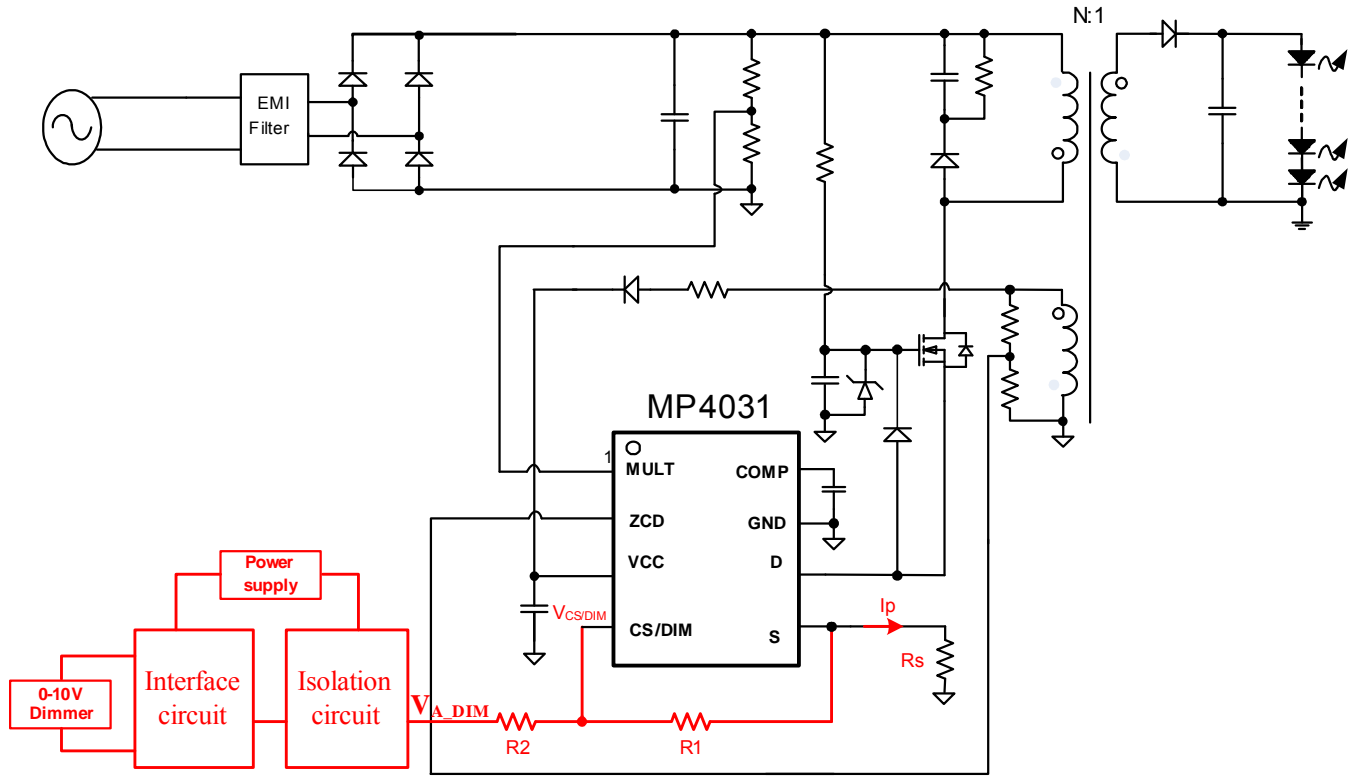 N:1
EMI
Filter
MP4031
1
MULT
COMP
ZCD
GND
VCC
D
CS/DIM
S
VCS/DIM
Ip
Rs
Power
supply
0-10V
Dimmer
Interface
circuit
Isolation
circuit
VA_DIM
R2
R1